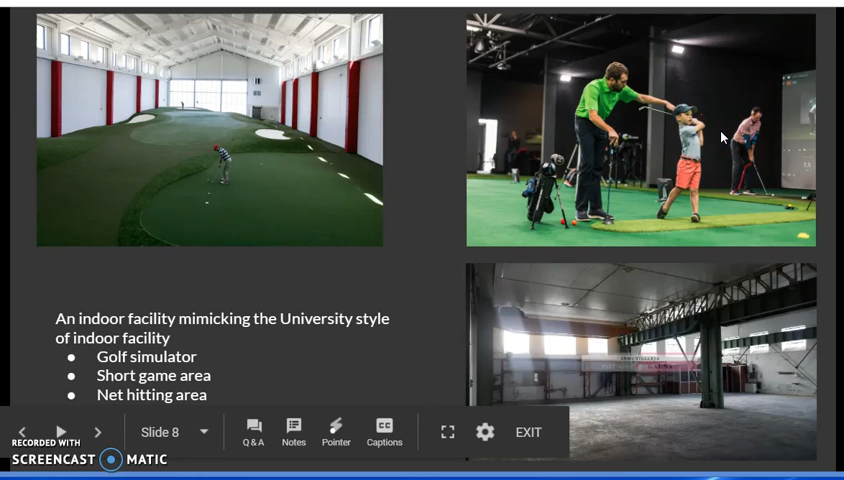 An indoor facility mimicking the University style
of indoor facility
● Golf simulator
● Short game area
● Net hitting area
Slide 8
Q & A
Notes
Pointer
CC
Captions
EXIT
RECORDED WITH
SCREENCAST MATIC